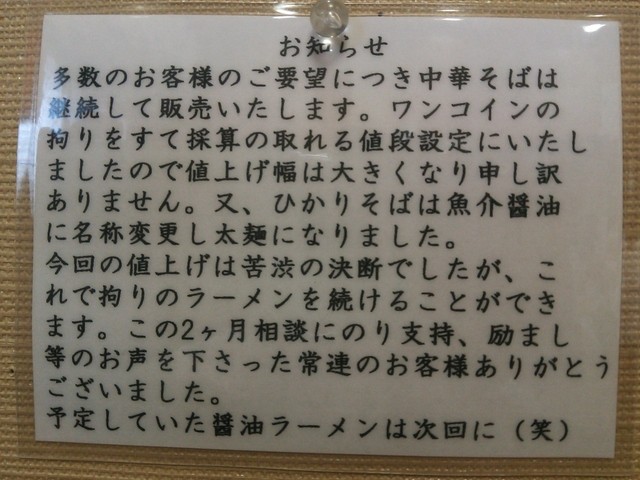 お知らせ
多数のお客様のご要望につき中華そばは
継続して販売いたします。ワンコインの
拘りをすて採算の取れる値段設定にいたし
ましたので値上げ幅は大きくなり申し訳
ありません。又、ひかりそばは魚介醤油
に名称変更し太麺になりました。
今回の値上げは苦渋の決断でしたが、こ
れで拘りのラーメンを続けることができ
ます。この2ヶ月相談にのり支持、励まし
等のお声を下さった常連のお客様ありがとう
ございました。
予定していた醤油ラーメンは次回に（笑）